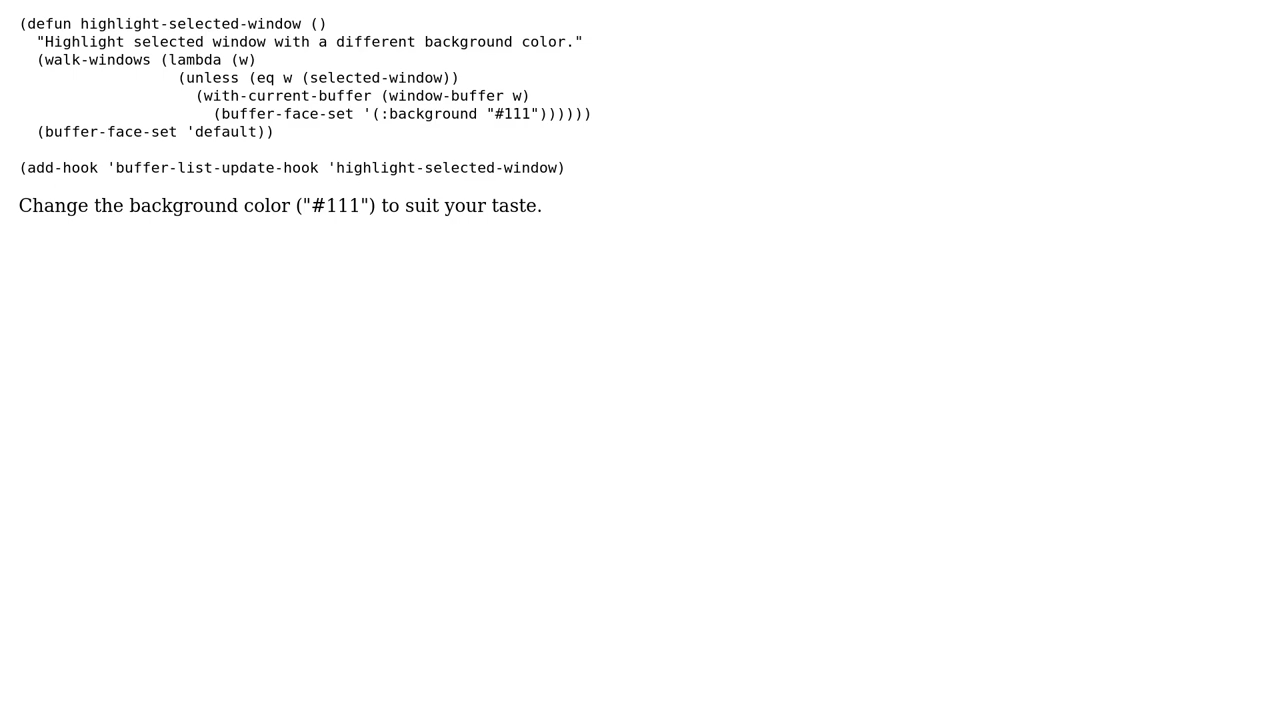 (defun highlight-selected-window ()
  "Highlight selected window with a different background color."
  (walk-windows (lambda (w)
                  (unless (eq w (selected-window))
                    (with-current-buffer (window-buffer w)
                      (buffer-face-set '(:background "#111"))))))
  (buffer-face-set 'default))

(add-hook 'buffer-list-update-hook 'highlight-selected-window)
Change the background color ("#111") to suit your taste.